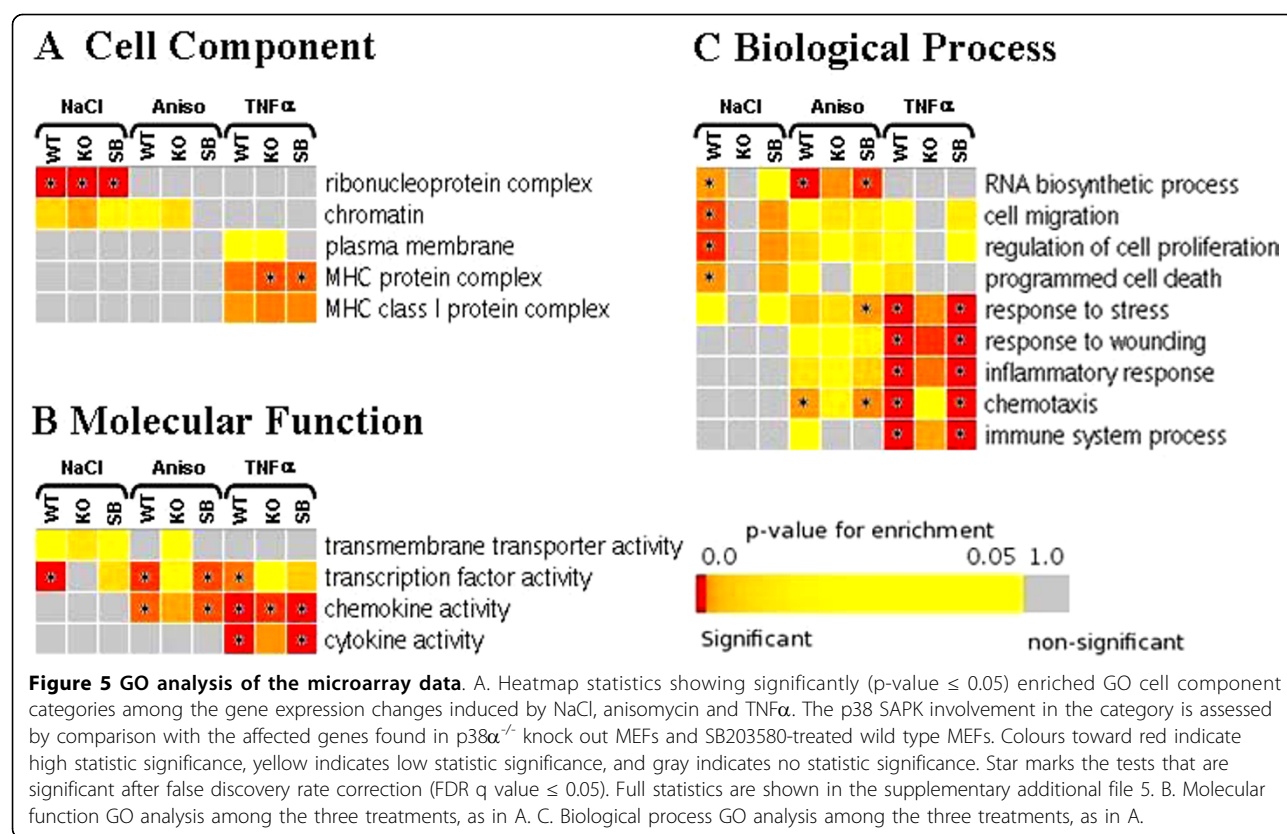 A Cell Component
NaCl Aniso TNFα
WT KO SB WT KO SB WT KO SB
ribonucleoprotein complex
chromatin
plasma membrane
MHC protein complex
MHC class I protein complex
B Molecular Function
NaCl Aniso TNFα
WT KO SB WT KO SB WT KO SB
transmembrane transporter activity
transcription factor activity
chemokine activity
cytokine activity
C Biological Process
NaCl Aniso TNFα
WT KO SB WT KO SB WT KO SB
RNA biosynthetic process
cell migration
regulation of cell proliferation
programmed cell death
response to stress
response to wounding
inflammatory response
chemotaxis
immune system process
p-value for enrichment
0.0 0.05 1.0
Significant non-significant
Figure 5 GO analysis of the microarray data. A. Heatmap statistics showing significantly (p-value ≤ 0.05) enriched GO cell component
categories among the gene expression changes induced by NaCl, anisomycin and TNFα. The p38 SAPK involvement in the category is assessed
by comparison with the affected genes found in p38α-/- knock out MEFs and SB203580-treated wild type MEFs. Colours toward red indicate
high statistic significance, yellow indicates low statistic significance, and gray indicates no statistic significance. Star marks the tests that are
significant after false discovery rate correction (FDR q value ≤ 0.05). Full statistics are shown in the supplementary additional file 5. B. Molecular
function GO analysis among the three treatments, as in A. C. Biological process GO analysis among the three treatments, as in A.